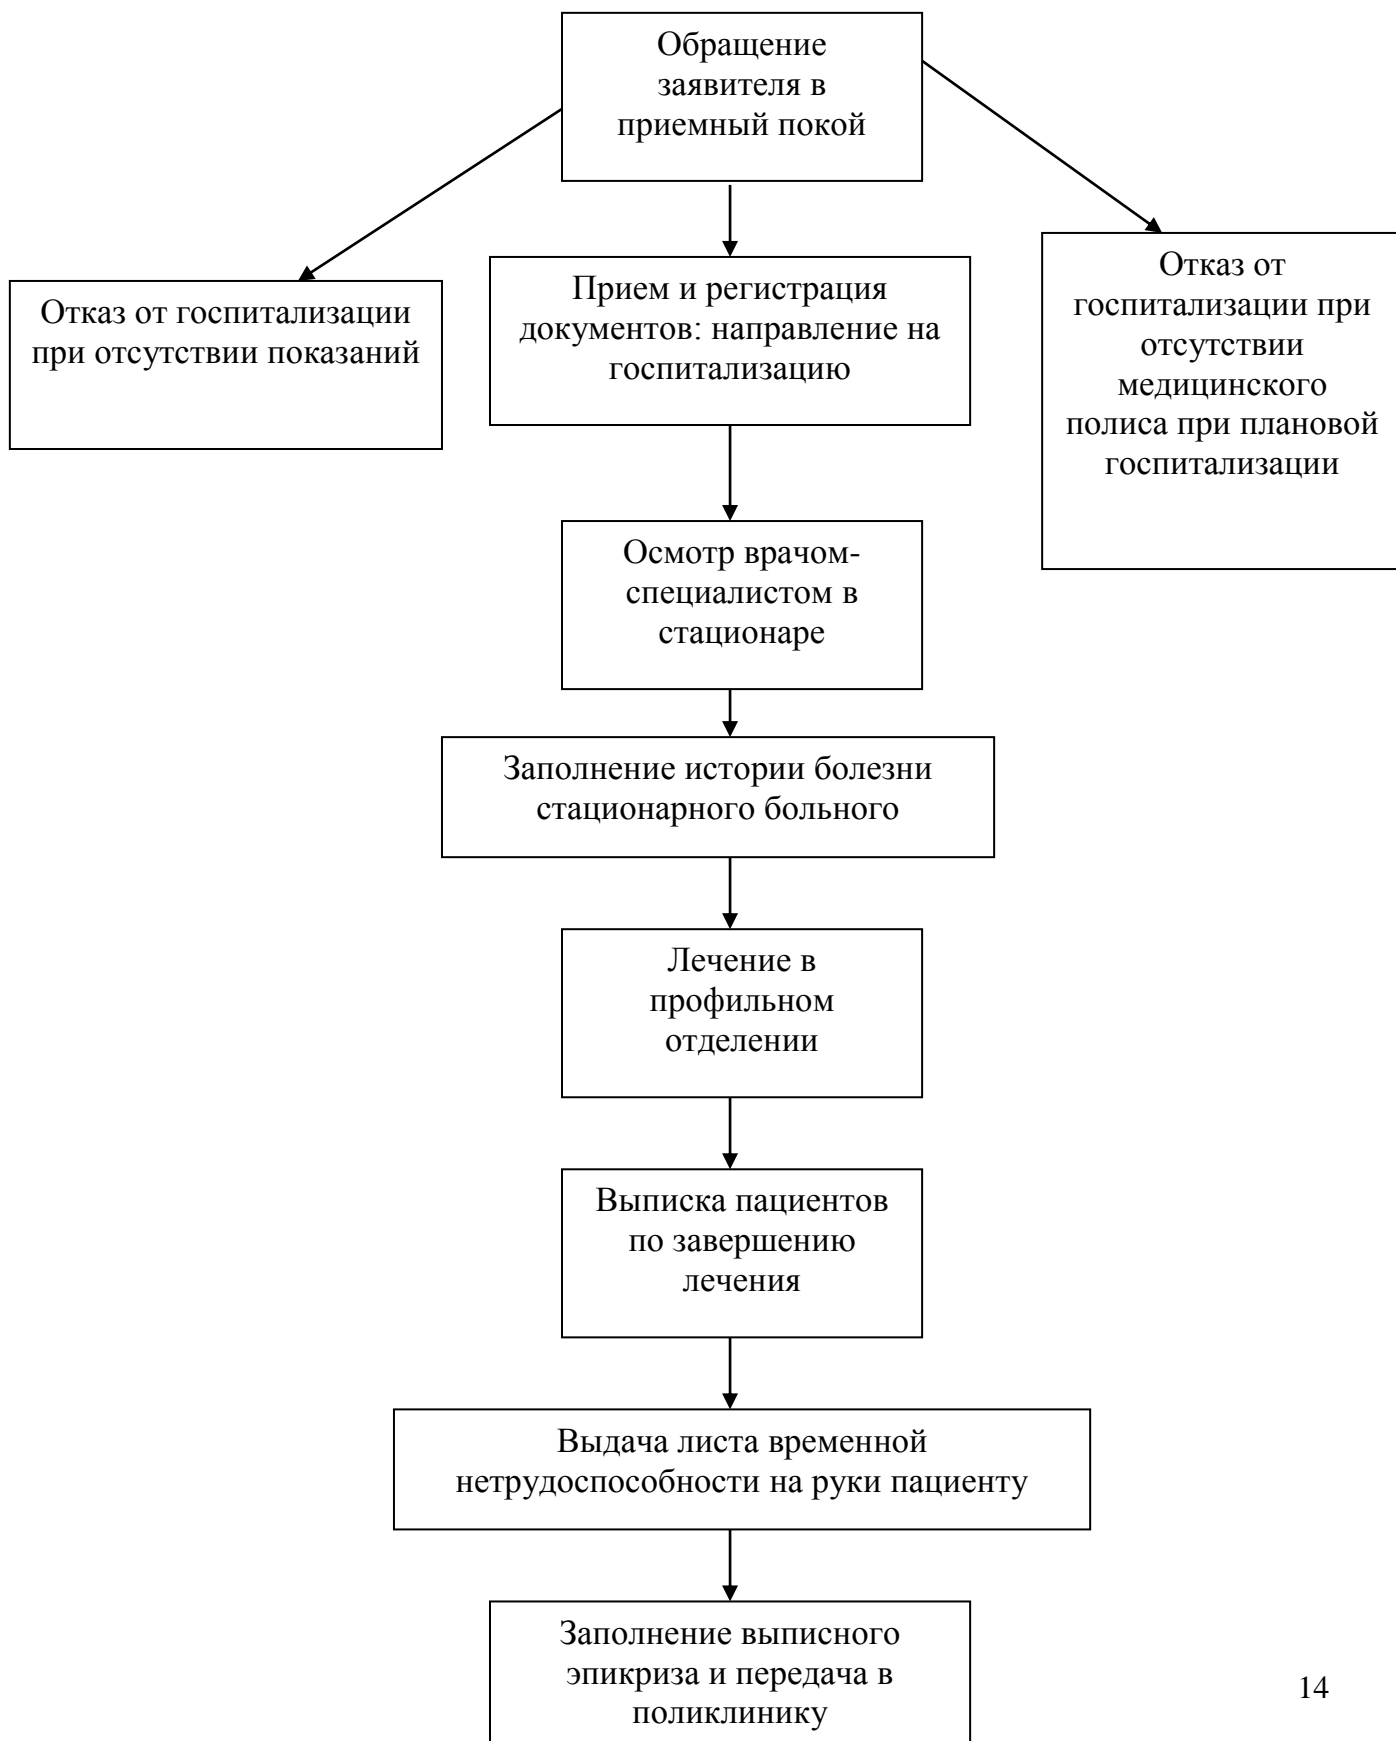 Обращение
заявителя в
приемный покой
Отказ от госпитализации
при отсутствии показаний
Прием и регистрация
документов: направление на
госпитализацию
Отказ от
госпитализации при
отсутствии
медицинского
полиса при плановой
госпитализации
Осмотр врачом-
специалистом в
стационаре
Заполнение истории болезни
стационарного больного
Лечение в
профильном
отделении
Выписка пациентов
по завершению
лечения
Выдача листа временной
нетрудоспособности на руки пациенту
Заполнение выписного
эпикриза и передача в
поликлинику
14